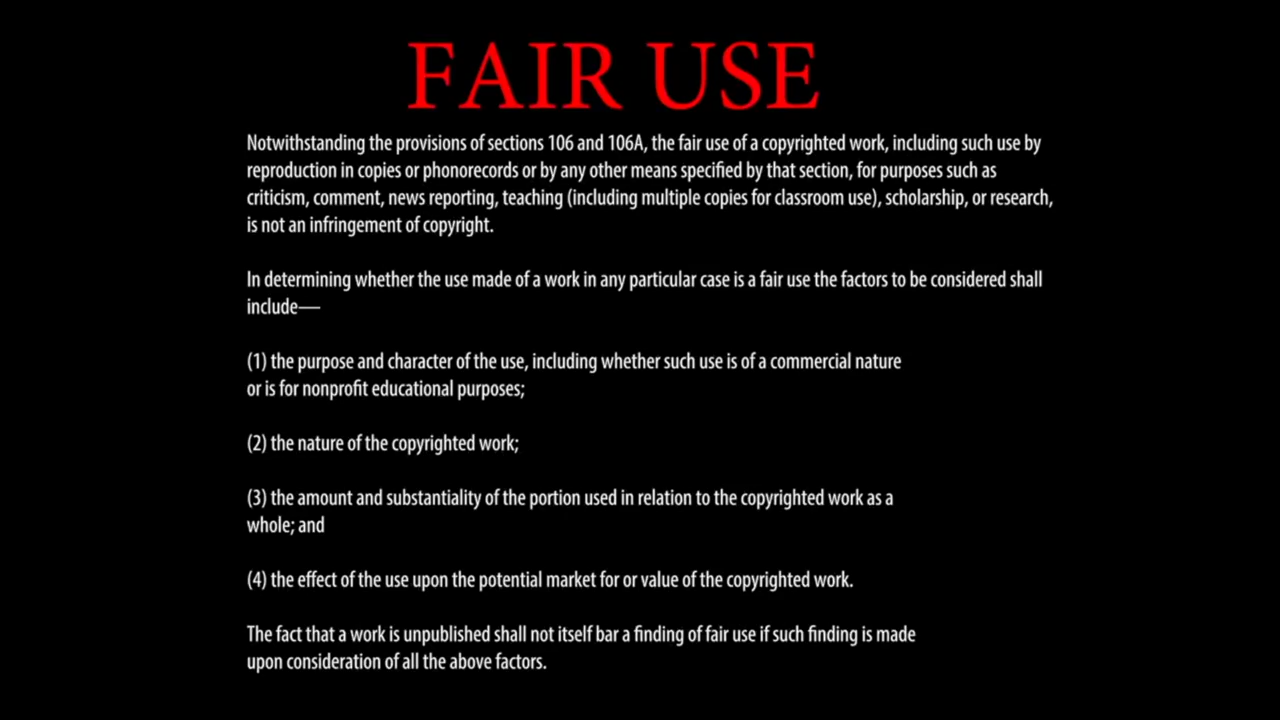 FAIR USE
Notwithstanding the provisions of sections 106 and 106A, the fair use of a copyrighted work, including such use by
reproduction in copies or phonorecords or by any other means specified by that section, for purposes such as
criticism, comment, news reporting, teaching (including multiple copies for classroom use), scholarship, or research,
is not an infringement of copyright.
In determining whether the use made of a work in any particular case is a fair use the factors to be considered shall
include—
(1) the purpose and character of the use, including whether such use is of a commercial nature
or is for nonprofit educational purposes;
(2) the nature of the copyrighted work;
(3) the amount and substantiality of the portion used in relation to the copyrighted work as a
whole; and
(4) the effect of the use upon the potential market for or value of the copyrighted work.
The fact that a work is unpublished shall not itself bar a finding of fair use if such finding is made
upon consideration of all the above factors.